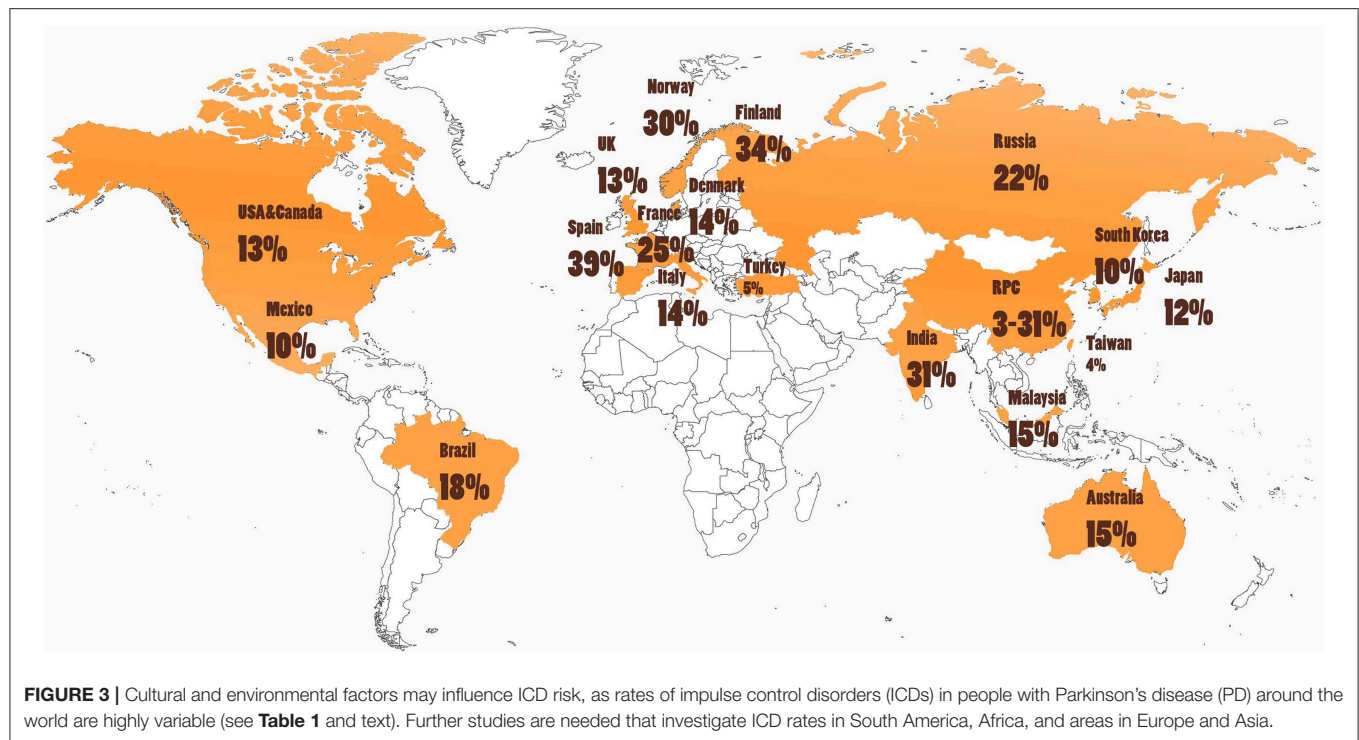 Norway
30%
Finland
34%
UK
13%
Russia
22%
Denmark
14%
USA&Canada
13%
France
25%
Spain
39%
South Korea
10%
Turkey
5%
Italy
14%
Japan
12%
RPC
3-31%
Mexico
10%
India
31%
Taiwan
4%
Malaysia
15%
Brazil
18%
Australia
15%
FIGURE 3 | Cultural and environmental factors may influence ICD risk, as rates of impulse control disorders (ICDs) in people with Parkinson's disease (PD) around the
world are highly variable (see Table 1 and text). Further studies are needed that investigate ICD rates in South America, Africa, and areas in Europe and Asia.